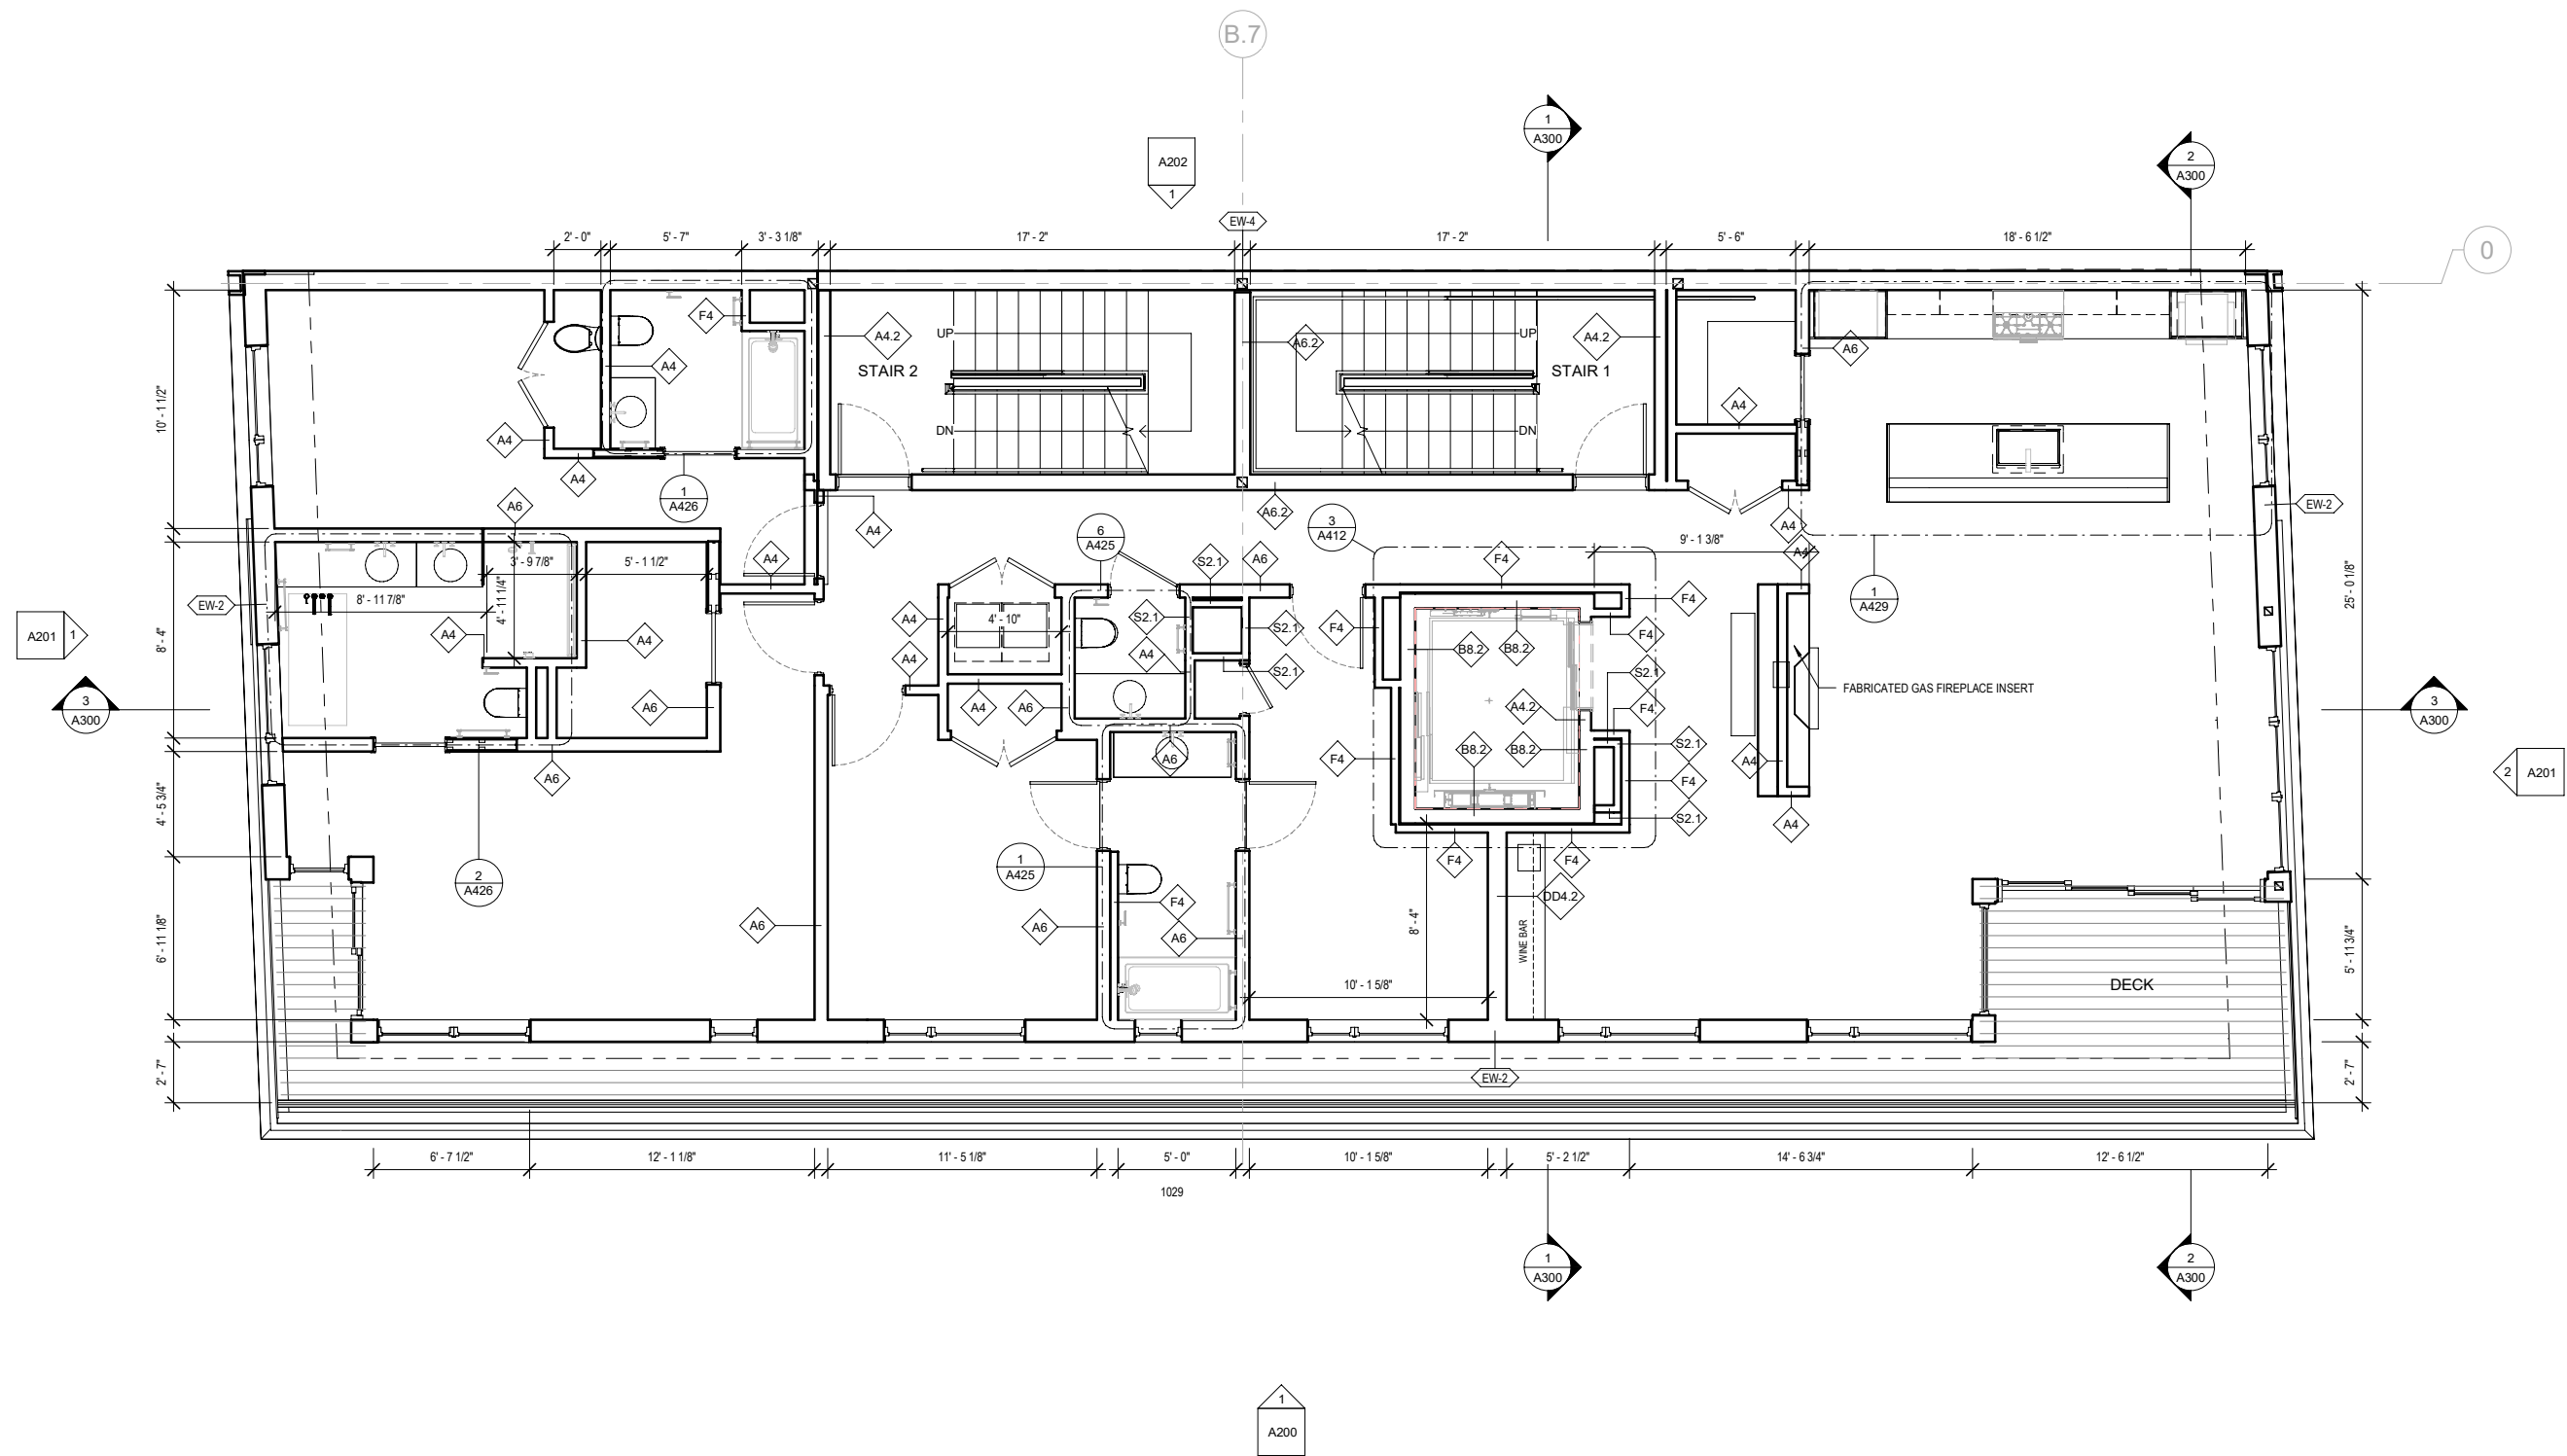 B.7
1
A300
2
A300
A202
1
EW-4
0
2' - 0"
5' - 7"
3' - 3 1/8"
17' - 2"
17' - 2"
5' - 6"
18' - 6 1/2"
F4
A4.2
UP
A6.2
UP
A4.2
A6
STAIR 2
STAIR 1
A4
10' - 1 1/2"
25' - 0 1/8"
A4
DN
DN
A4
A4
1
A426
A6
A4
A6.2
3
A412
A4
EW-2
6
A425
9' - 1 3/8"
A4
3' - 9 7/8"
5' - 1 1/2"
A4
S2.1
A6
F4
8' - 11 7/8"
4' - 11 1/4"
EW-2
1
A429
F4
A201
1
8' - 4"
A4
A4
A4
4' - 10"
S2.1
S2.1
F4
F4
B8.2
B8.2
A4
A4
S2.1
S2.1
FABRICATED GAS FIREPLACE INSERT
3
A300
A6
A4
A6
A4.2
F4
3
A300
A6
A6
F4
B8.2
B8.2
S2.1
A4
F4
2
A201
4' - 5 3/4"
S2.1
A4
2
A426
1
A425
F4
F4
6' - 11 1/8"
A6
A6
F4
A6
8' - 4"
DD4.2
WINE BAR
5' - 11 3/4"
10' - 1 5/8"
DECK
2' - 7"
EW-2
2' - 7"
6' - 7 1/2"
12' - 1 1/8"
11' - 5 1/8"
5' - 0"
10' - 1 5/8"
5' - 2 1/2"
14' - 6 3/4"
12' - 6 1/2"
1029
1
A300
2
A300
1
A200